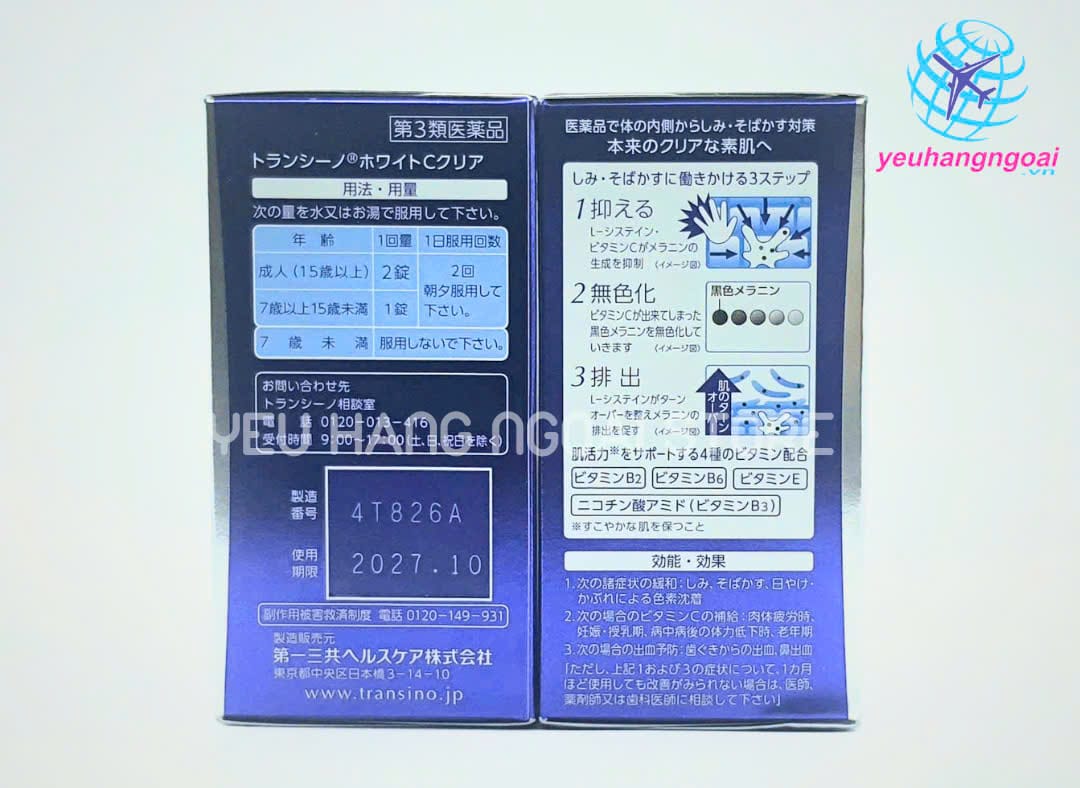 yeuhangngoai
.vn
第3類医薬品
トランシーノ®ホワイトCクリア
用法・用量
次の量を水又はお湯で服用して下さい。
年齢 1回量 1日服用回数
成人(15歳以上) 2錠 2回
朝夕服用して
下さい。
7歳以上15歳未満 1錠
7歳未満 服用しないで下さい。
お問い合わせ先
トランシーノ相談室
電話 0120-013-416
受付時間 9:00~17:00(土、日、祝日を除く)
製造
番号
4T826A
使用
期限
2027.10
副作用被害救済制度 電話 0120-149-931
製造販売元
第一三共ヘルスケア株式会社
東京都中央区日本橋3-14-10
www.transino.jp
医薬品で体の内側からしみ・そばかす対策
本来のクリアな素肌へ
しみ・そばかすに働きかける3ステップ
1 抑える
L-システイン・
ビタミンCがメラニンの
生成を抑制 (イメージ図)
2 無色化
ビタミンCが出来てしまった
黒色メラニンを無色化して
いきます (イメージ図)
黒色メラニン
3 排出
L-システインがターン
オーバーを整えメラニンの
排出を促す (イメージ図)
肌のターン
オーバー
肌活力※をサポートする4種のビタミン配合
ビタミンB2 ビタミンB6 ビタミンE
ニコチン酸アミド(ビタミンB3)
※すこやかな肌を保つこと
効能・効果
1.次の諸症状の緩和:しみ、そばかす、日やけ・
かぶれによる色素沈着
2.次の場合のビタミンCの補給:肉体疲労時、
妊娠・授乳期、病中病後の体力低下時、老年期
3.次の場合の出血予防:歯ぐきからの出血、鼻出血
「ただし、上記1および3の症状について、1カ月
ほど使用しても改善がみられない場合は、医師、
薬剤師又は歯科医師に相談して下さい」
YEU HANG NGOAI STORE